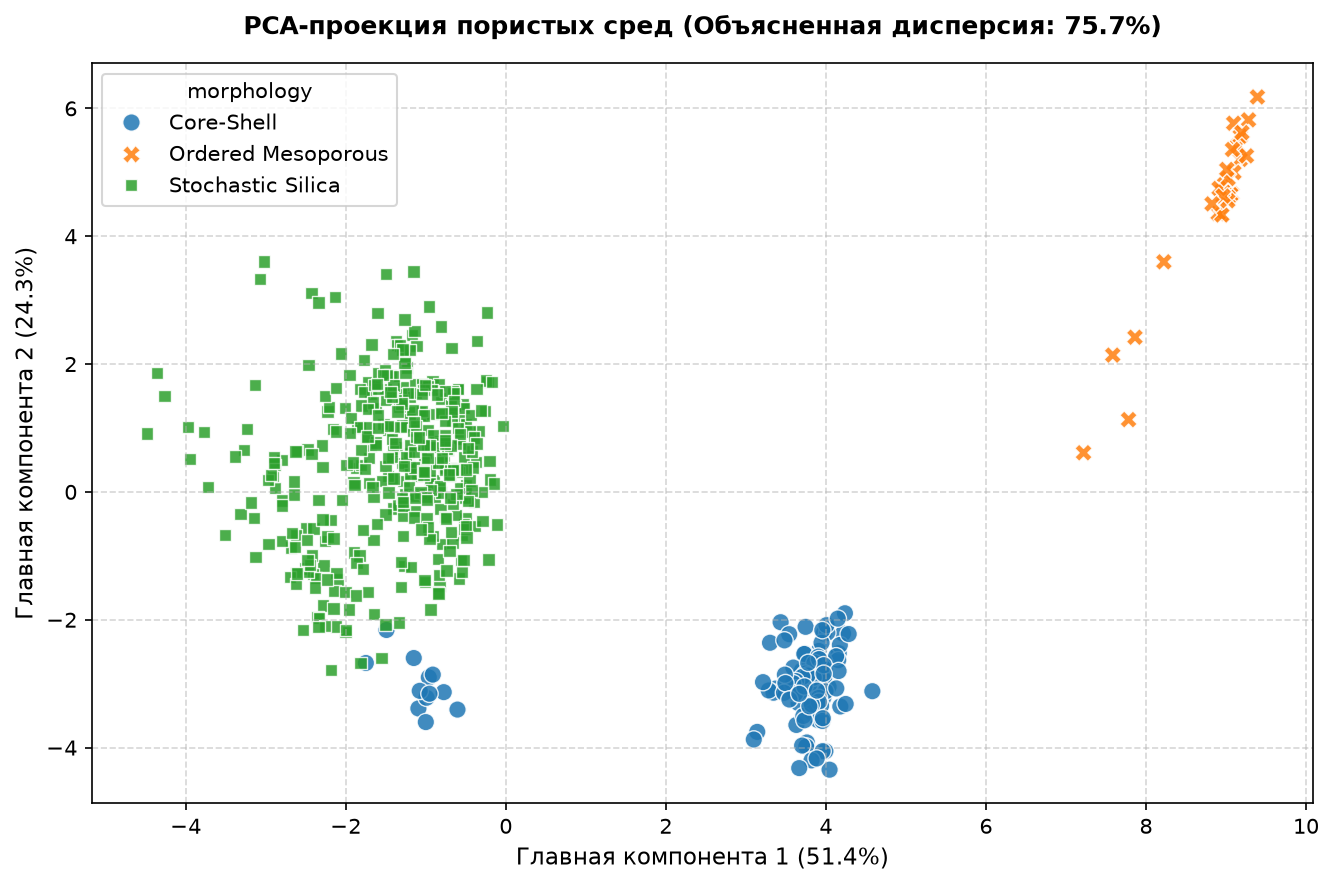 PCA-проекция пористых сред (Объясненная дисперсия: 75.7%)
morphology
Core-Shell
Ordered Mesoporous
Stochastic Silica
Главная компонента 2 (24.3%)
6
4
2
0
−2
−4
−4
−2
0
2
4
6
8
10
Главная компонента 1 (51.4%)